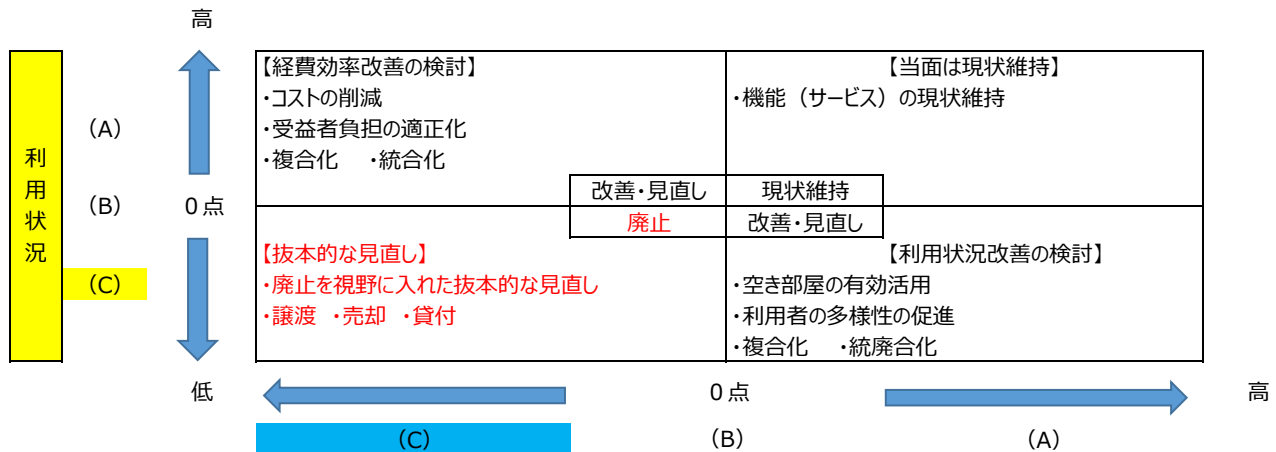 高
利用状況
(A)
(B)
(C)
0点
低
【経費効率改善の検討】
・コストの削減
・受益者負担の適正化
・複合化 ・統合化
【当面は現状維持】
・機能(サービス)の現状維持
改善・見直し
現状維持
廃止
改善・見直し
【抜本的な見直し】
・廃止を視野に入れた抜本的な見直し
・譲渡 ・売却 ・貸付
【利用状況改善の検討】
・空き部屋の有効活用
・利用者の多様性の促進
・複合化 ・統廃合化
0点
高
(C)
(B)
(A)